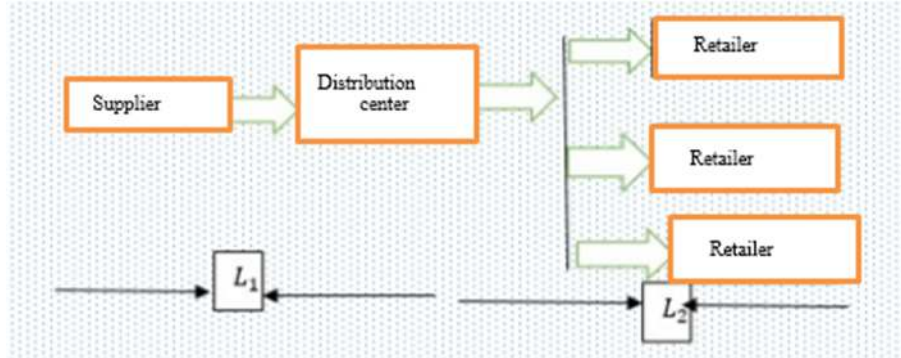 Retailer
Distribution
center
Supplier
Retailer
Retailer
L₁
L₂